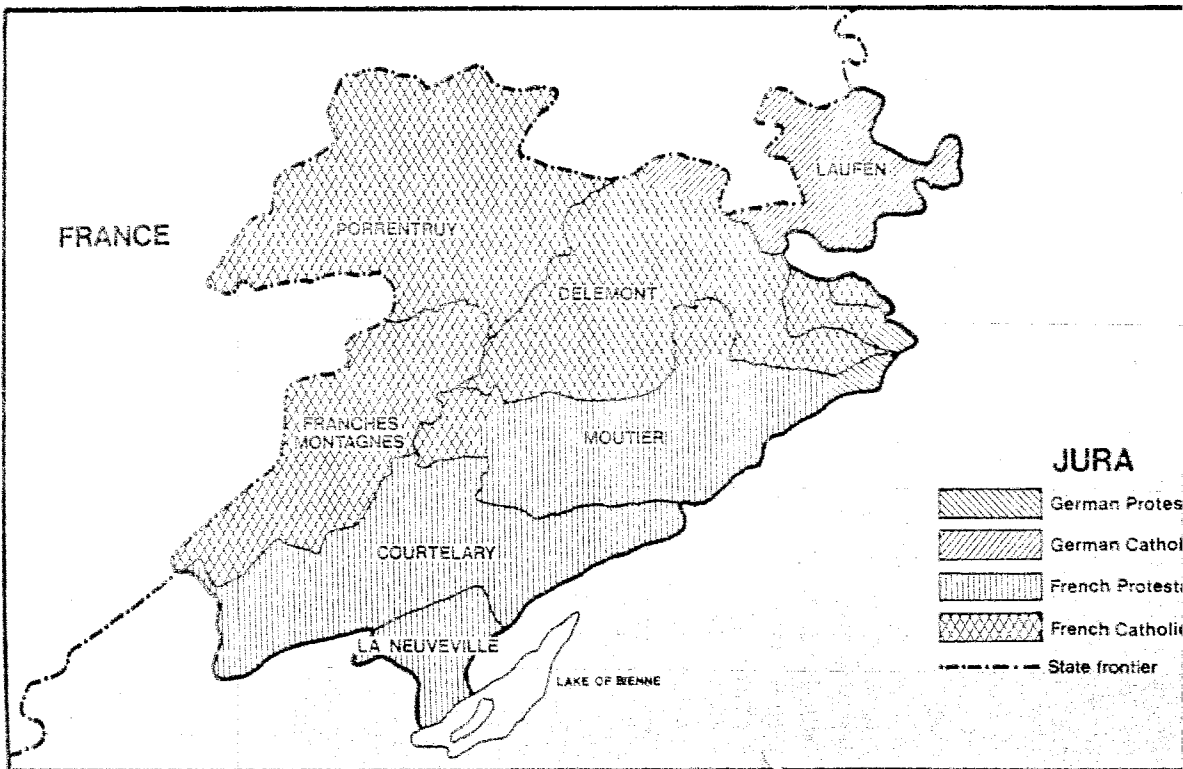 LAUFEN
FRANCE
PORRENTRUY
DELEMONT
FRANCHES
MONTAGNES
MOUTIER
JURA
German Protes
German Cathol
COURTELARY
French Protest
French Catholi
LA NEUVEVILLE
State frontier
LAKE OF BIENNE